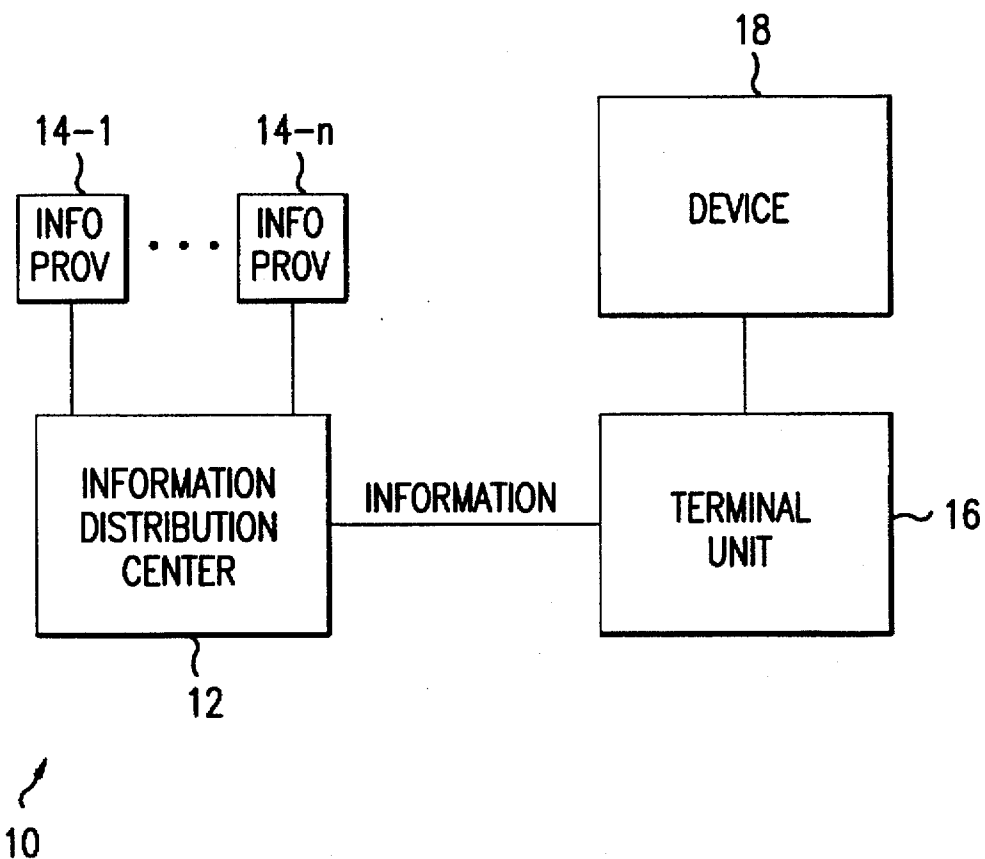 18
14-1
14-n
INFO
PROV
INFO
PROV
DEVICE
INFORMATION
DISTRIBUTION
CENTER
INFORMATION
TERMINAL
UNIT
16
12
10